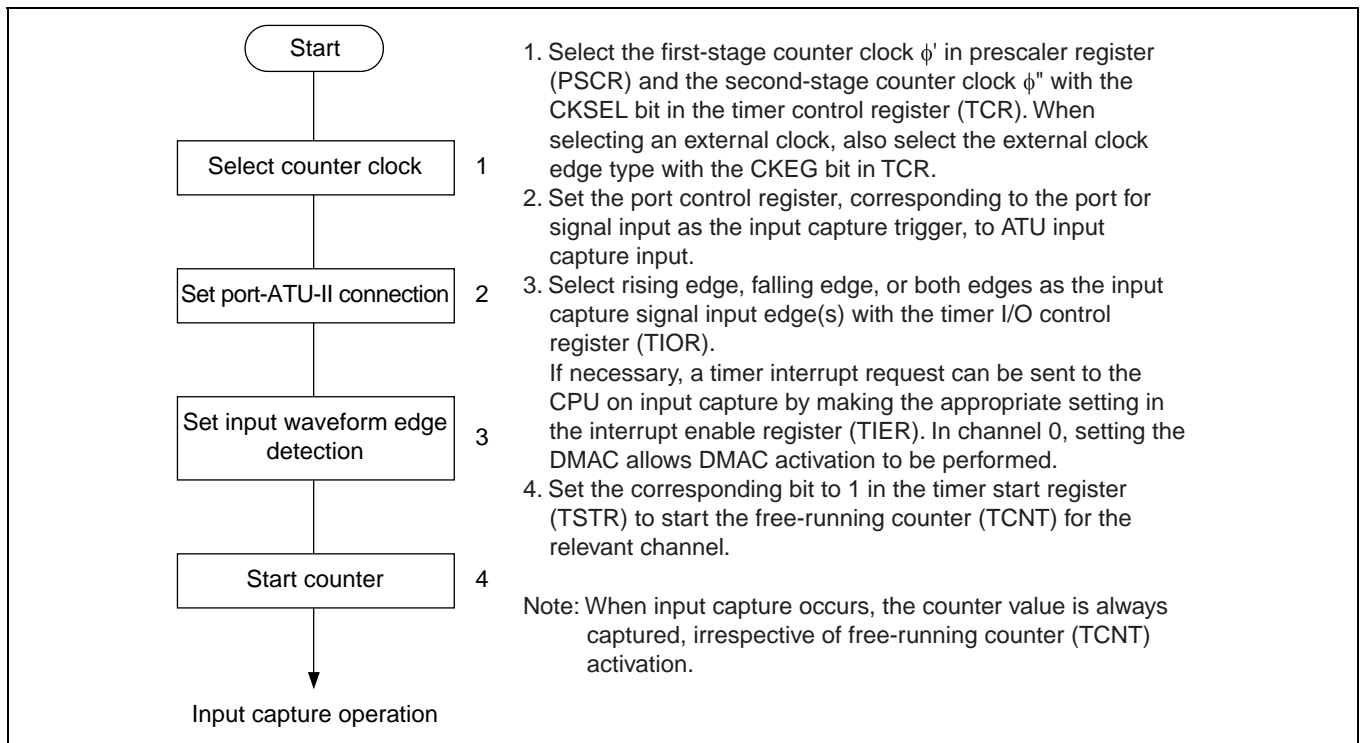 Start
Select counter clock
1
Set port-ATU-II connection
2
Set input waveform edge
detection
3
Start counter
4
Input capture operation
1. Select the first-stage counter clock ϕ' in prescaler register
(PSCR) and the second-stage counter clock ϕ" with the
CKSEL bit in the timer control register (TCR). When
selecting an external clock, also select the external clock
edge type with the CKEG bit in TCR.
2. Set the port control register, corresponding to the port for
signal input as the input capture trigger, to ATU input
capture input.
3. Select rising edge, falling edge, or both edges as the input
capture signal input edge(s) with the timer I/O control
register (TIOR).
If necessary, a timer interrupt request can be sent to the
CPU on input capture by making the appropriate setting in
the interrupt enable register (TIER). In channel 0, setting the
DMAC allows DMAC activation to be performed.
4. Set the corresponding bit to 1 in the timer start register
(TSTR) to start the free-running counter (TCNT) for the
relevant channel.
Note: When input capture occurs, the counter value is always
captured, irrespective of free-running counter (TCNT)
activation.